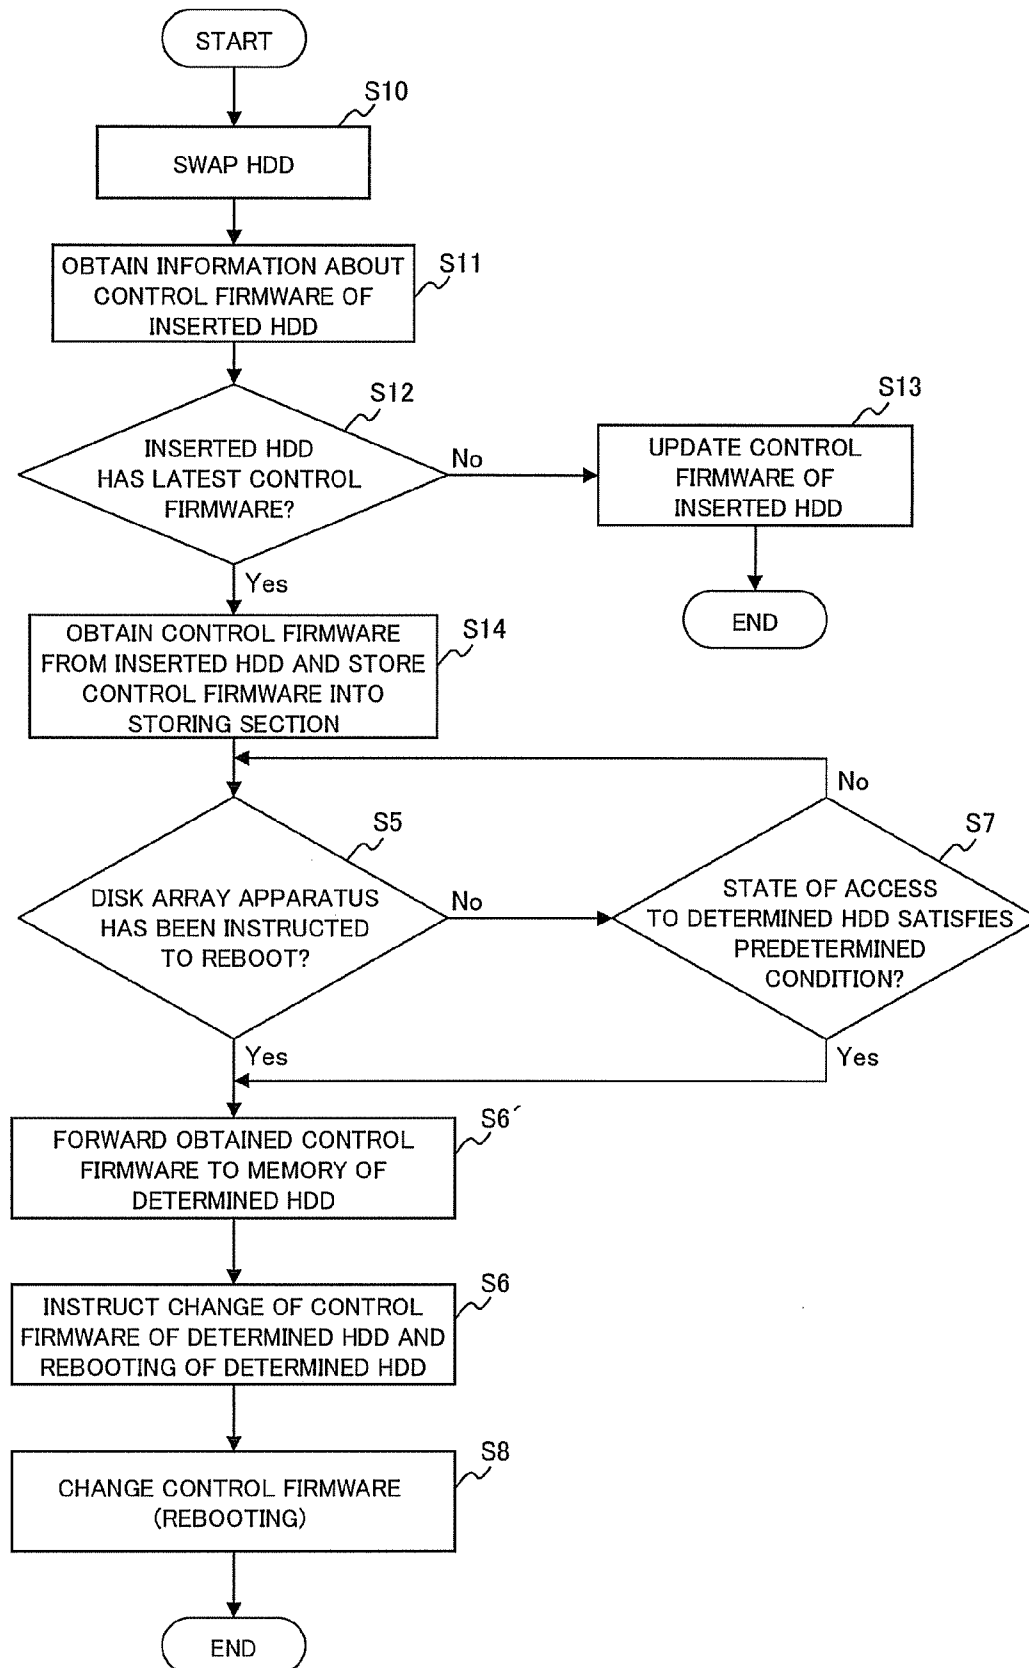 START
S10
SWAP HDD
S11
OBTAIN INFORMATION ABOUT
CONTROL FIRMWARE OF
INSERTED HDD
S12
INSERTED HDD
HAS LATEST CONTROL
FIRMWARE?
No
S13
UPDATE CONTROL
FIRMWARE OF
INSERTED HDD
END
Yes
S14
OBTAIN CONTROL FIRMWARE
FROM INSERTED HDD AND STORE
CONTROL FIRMWARE INTO
STORING SECTION
S5
DISK ARRAY APPARATUS
HAS BEEN INSTRUCTED
TO REBOOT?
No
No
S7
STATE OF ACCESS
TO DETERMINED HDD SATISFIES
PREDETERMINED
CONDITION?
Yes
Yes
S6´
FORWARD OBTAINED CONTROL
FIRMWARE TO MEMORY OF
DETERMINED HDD
S6
INSTRUCT CHANGE OF CONTROL
FIRMWARE OF DETERMINED HDD AND
REBOOTING OF DETERMINED HDD
S8
CHANGE CONTROL FIRMWARE
(REBOOTING)
END